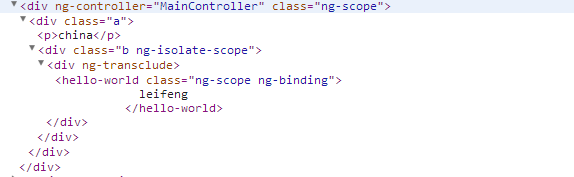 ▼<div ng-controller="MainController" class="ng-scope">
▼<div class="a">
<p>china</p>
▼<div class="b ng-isolate-scope">
▼<div ng-transclude>
<hello-world class="ng-scope ng-binding">
leifeng
</hello-world>
</div>
</div>
</div>
</div>